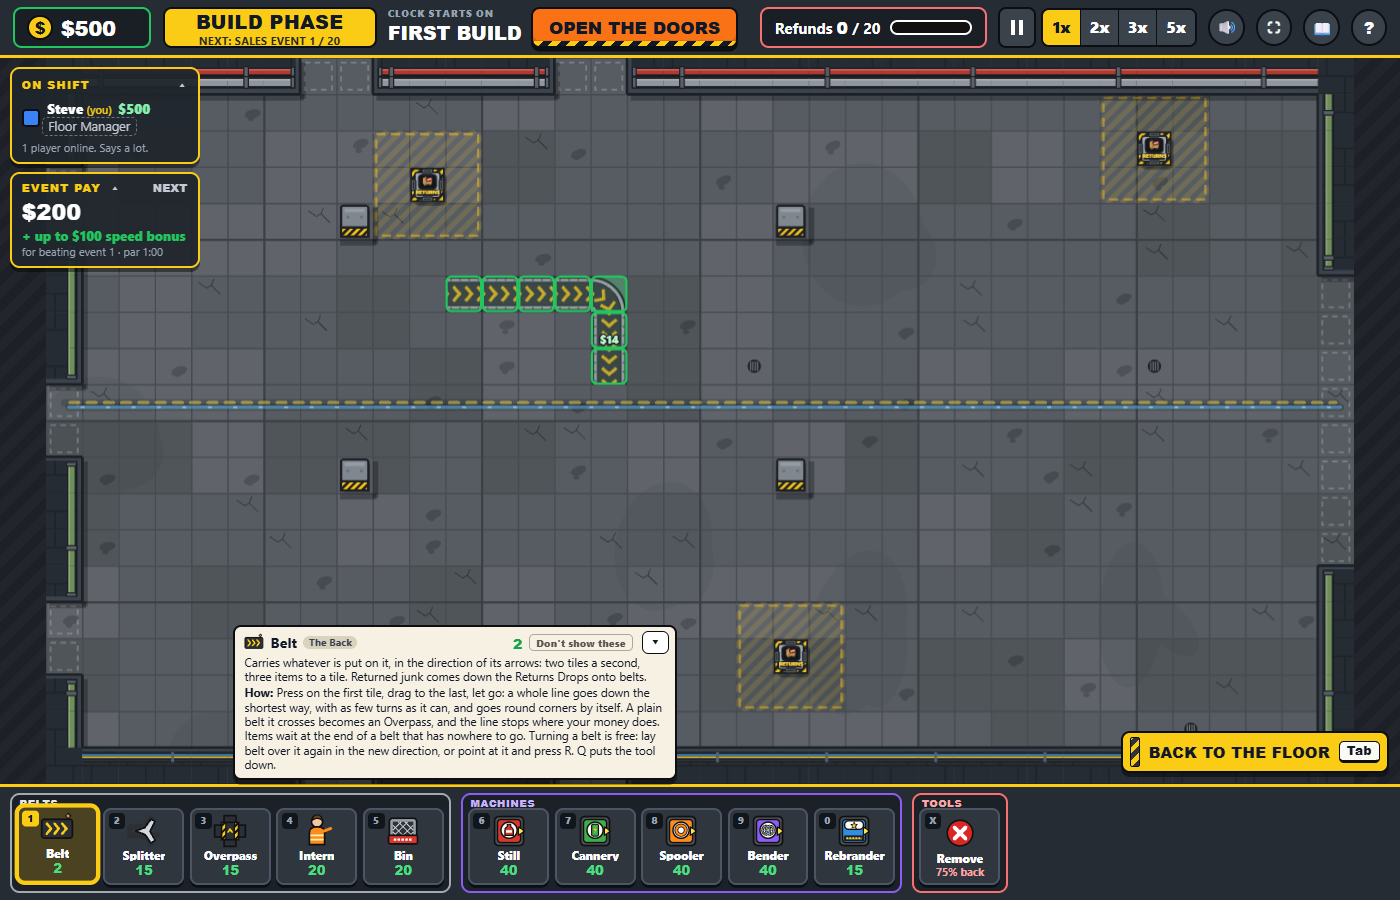 $ $500
BUILD PHASE
NEXT: SALES EVENT 1 / 20
CLOCK STARTS ON
FIRST BUILD
OPEN THE DOORS
Refunds 0 / 20
1x 2x 3x 5x
?
ON SHIFT
Steve (you) $500
Floor Manager
1 player online. Says a lot.
EVENT PAY NEXT
$200
+ up to $100 speed bonus
for beating event 1 · par 1:00
RETURNS
RETURNS
$14
RETURNS
Belt The Back 2 Don't show these
Carries whatever is put on it, in the direction of its arrows: two tiles a second,
three items to a tile. Returned junk comes down the Returns Drops onto belts.
How: Press on the first tile, drag to the last, let go: a whole line goes down the
shortest way, with as few turns as it can, and goes round corners by itself. A plain
belt it crosses becomes an Overpass, and the line stops where your money does.
Items wait at the end of a belt that has nowhere to go. Turning a belt is free: lay
belt over it again in the new direction, or point at it and press R. Q puts the tool
down.
BACK TO THE FLOOR Tab
BELTS
1 Belt 2
2 Splitter 15
3 Overpass 15
4 Intern 20
5 Bin 20
MACHINES
6 Still 40
7 Cannery 40
8 Spooler 40
9 Bender 40
0 Rebrander 15
TOOLS
X Remove 75% back